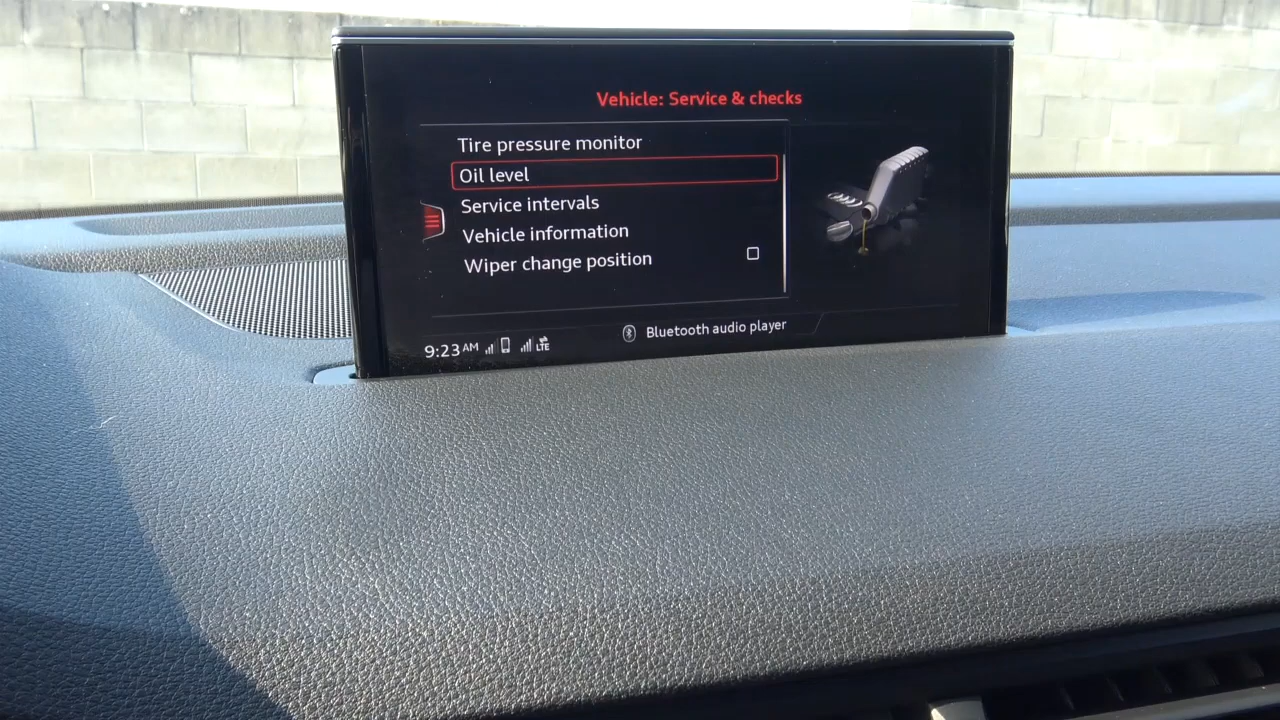 Vehicle: Service & checks
Tire pressure monitor
Oil level
Service intervals
Vehicle information
Wiper change position
Bluetooth audio player
9:23 AM LTE